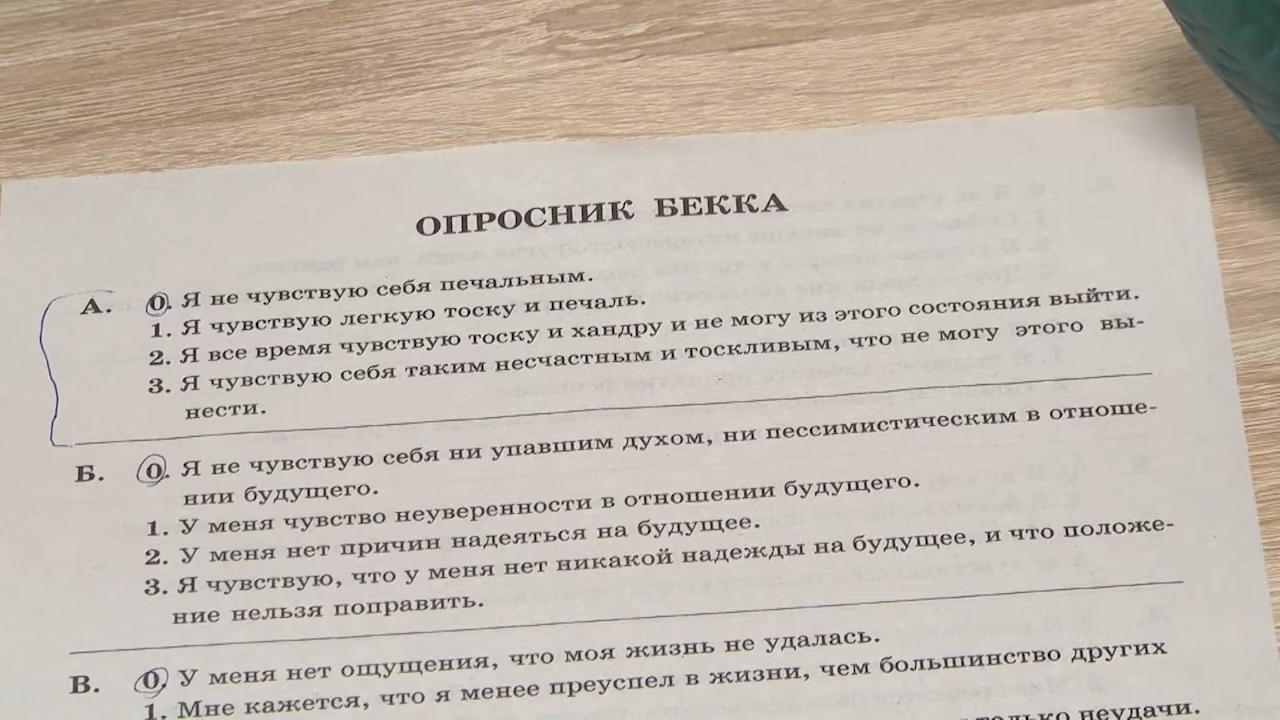 ОПРОСНИК БЕККА
А. 0. Я не чувствую себя печальным.
1. Я чувствую легкую тоску и печаль.
2. Я все время чувствую тоску и хандру и не могу из этого состояния выйти.
3. Я чувствую себя таким несчастным и тоскливым, что не могу этого вы-
нести.
Б. 0. Я не чувствую себя ни упавшим духом, ни пессимистическим в отноше-
нии будущего.
1. У меня чувство неуверенности в отношении будущего.
2. У меня нет причин надеяться на будущее.
3. Я чувствую, что у меня нет никакой надежды на будущее, и что положе-
ние нельзя поправить.
В. 0. У меня нет ощущения, что моя жизнь не удалась.
1. Мне кажется, что я менее преуспел в жизни, чем большинство других
только неудачи.